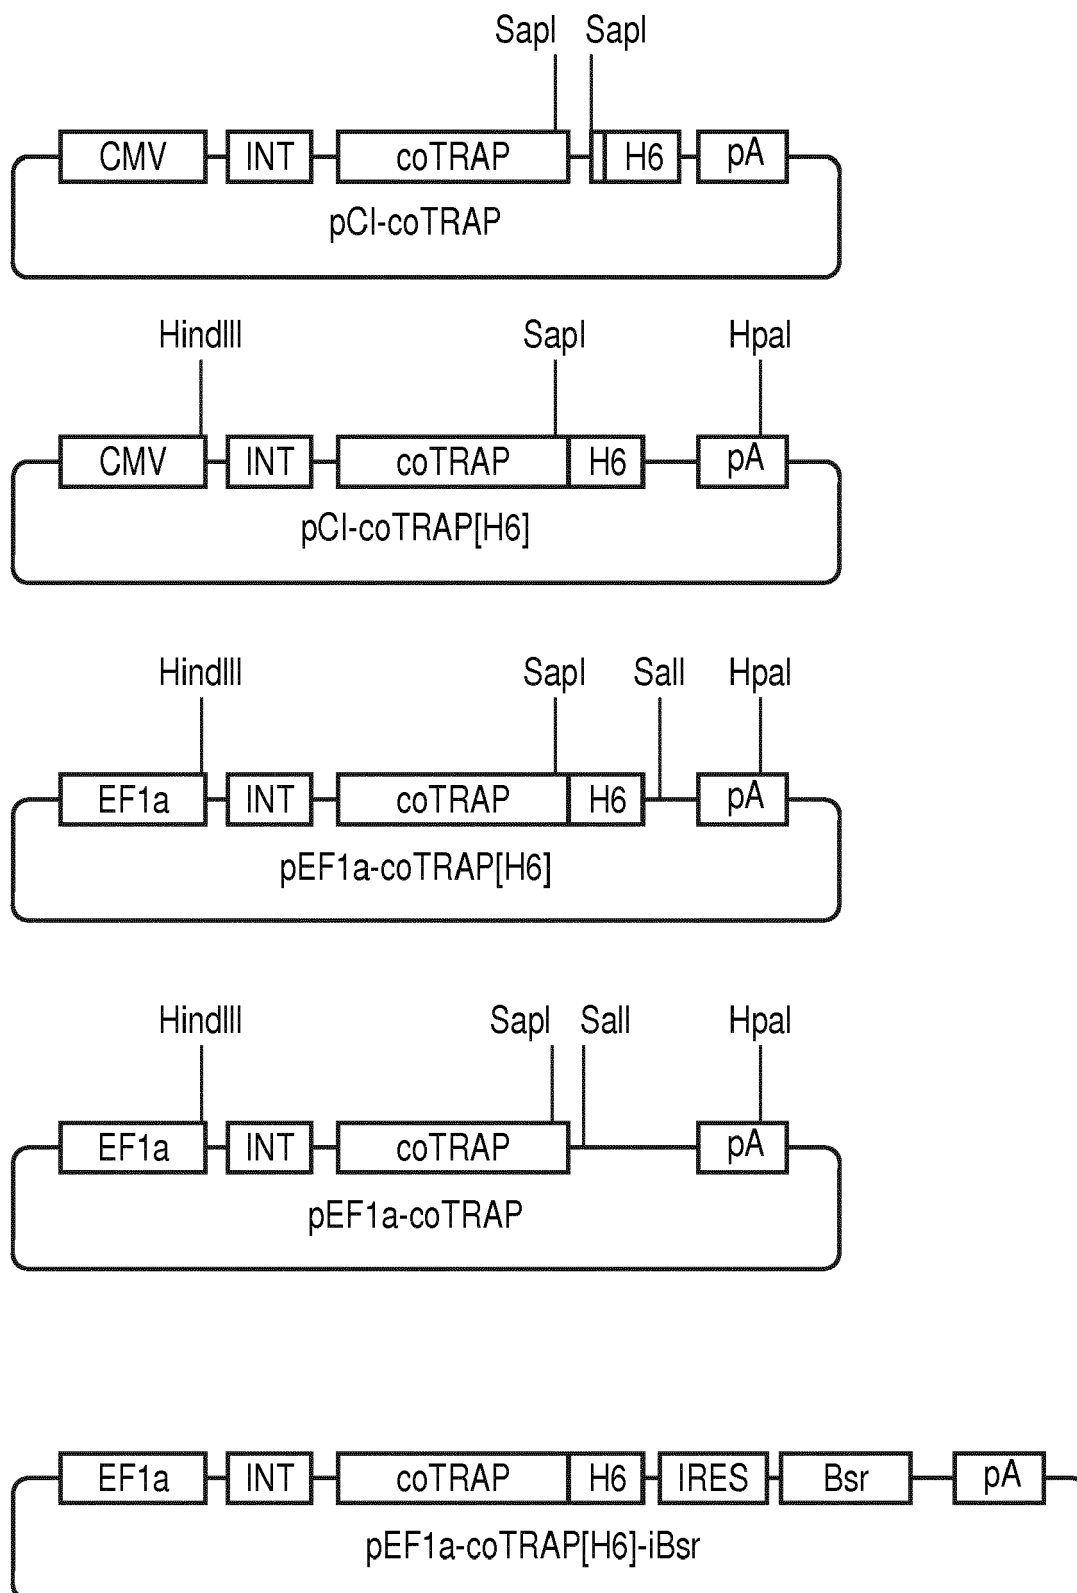 SapI SapI
CMV INT coTRAP H6 pA
pCI-coTRAP
HindIII SapI HpaI
CMV INT coTRAP H6 pA
pCI-coTRAP[H6]
HindIII SapI SalI HpaI
EF1a INT coTRAP H6 pA
pEF1a-coTRAP[H6]
HindIII SapI SalI HpaI
EF1a INT coTRAP pA
pEF1a-coTRAP
EF1a INT coTRAP H6 IRES Bsr pA
pEF1a-coTRAP[H6]-iBsr